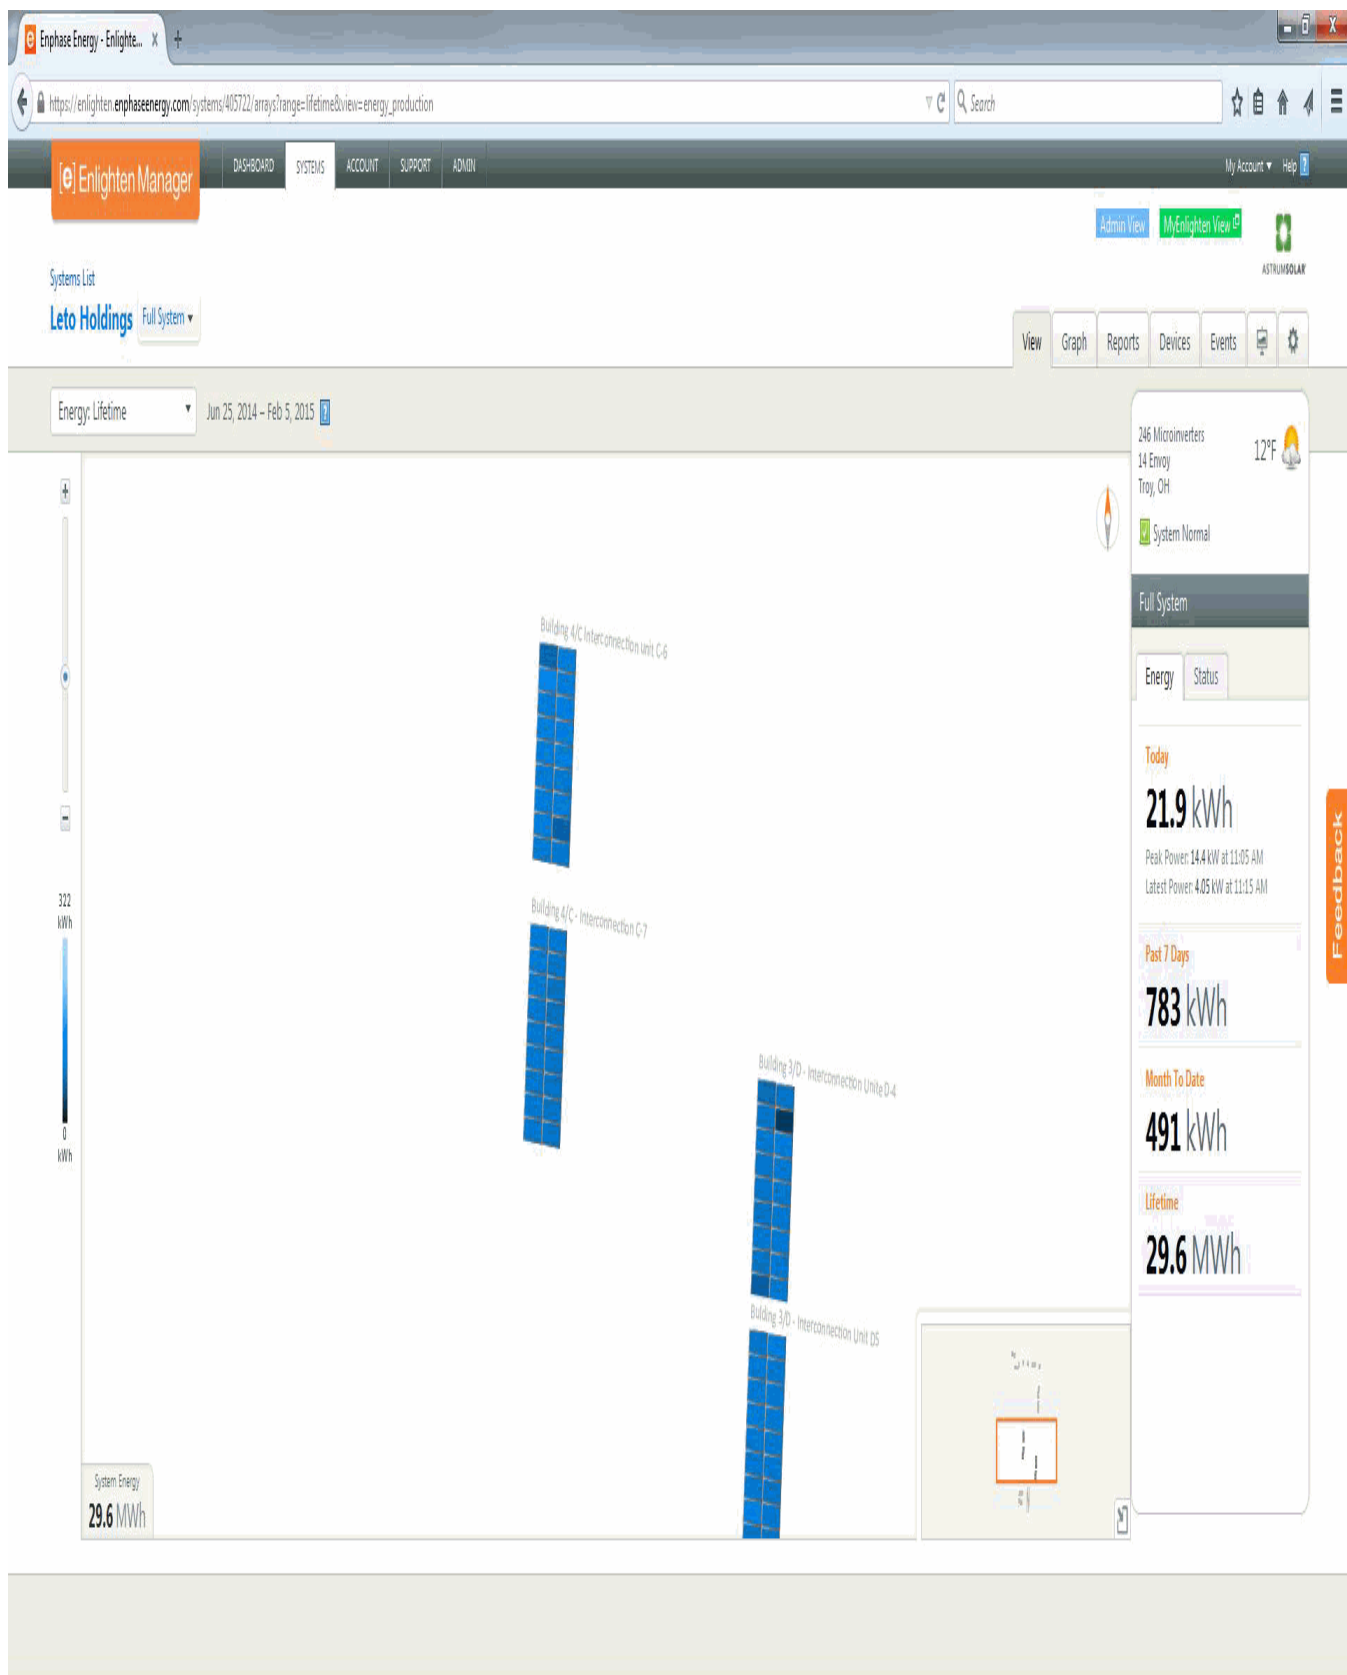 Enphase Energy - Enlighte... x +
https://enlighten.enphaseenergy.com/systems/405722/arrays?range=lifetime&view=energy_production
Search
[e] Enlighten Manager
DASHBOARD SYSTEMS ACCOUNT SUPPORT ADMIN
My Account ▾ Help ?
Admin View MyEnlighten View
ASTRUMSOLAR
Systems List
Leto Holdings Full System ▾
View Graph Reports Devices Events
Energy: Lifetime ▾ Jun 25, 2014 – Feb 5, 2015 ?
246 Microinverters
14 Envoy
Troy, OH
12°F
System Normal
Full System
Energy Status
Today
21.9 kWh
Peak Power: 14.4 kW at 11:05 AM
Latest Power: 4.05 kW at 11:15 AM
Past 7 Days
783 kWh
Month To Date
491 kWh
Lifetime
29.6 MWh
Feedback
+
−
322
kWh
0
kWh
Building 4/C Interconnection unit C-6
Building 4/C - Interconnection C-7
Building 3/D - Interconnection Unite D-4
Building 3/D - Interconnection Unit D5
System Energy
29.6 MWh